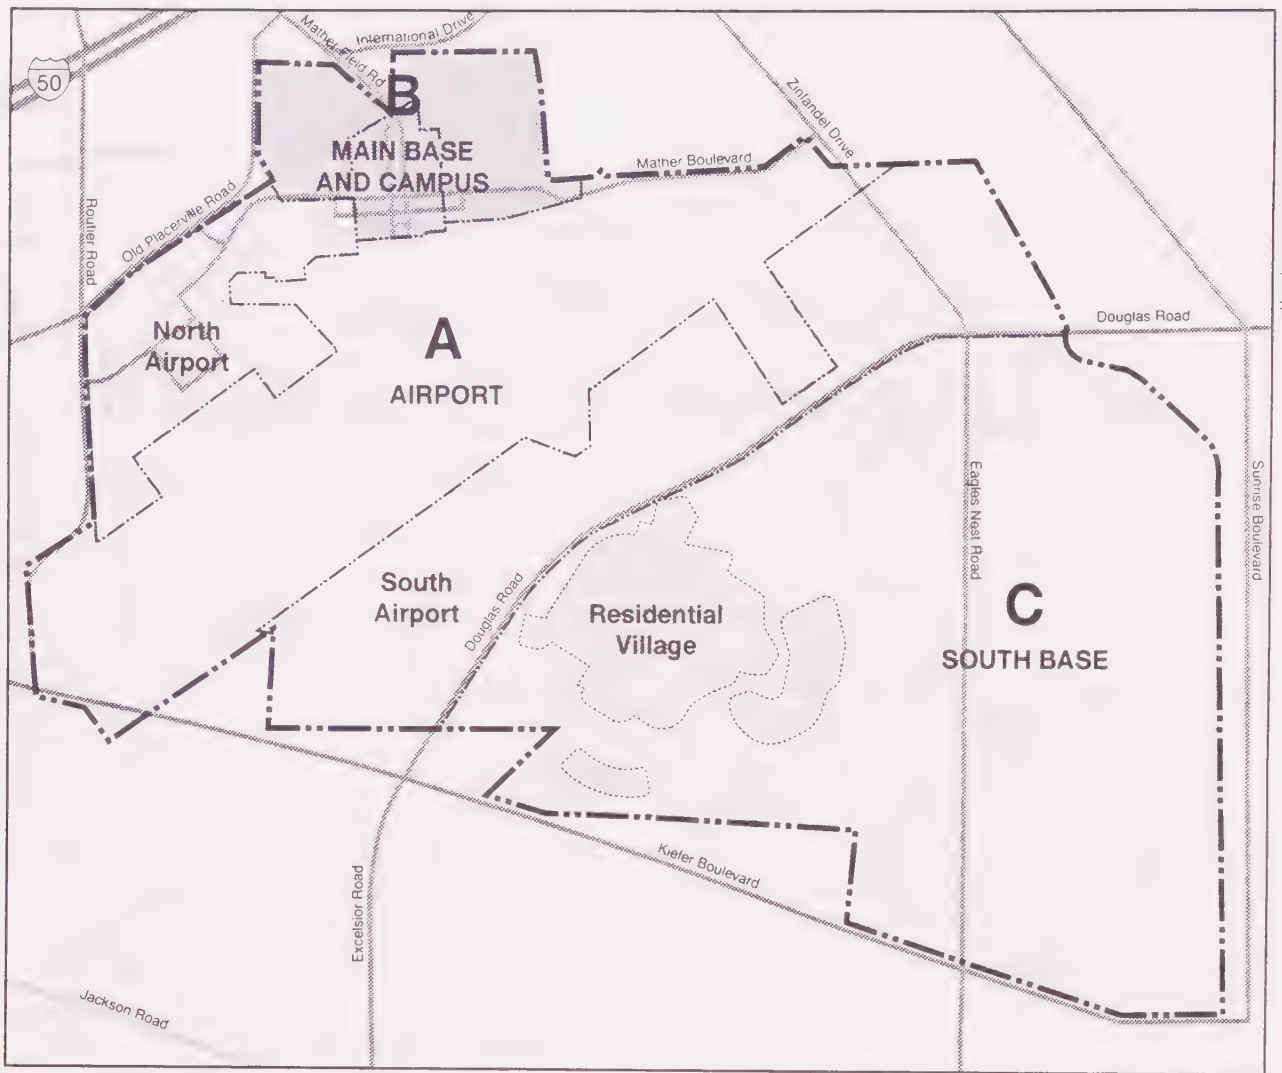 International Drive
Mather Field Rd
50
B
MAIN BASE
AND CAMPUS
Zinfandel Drive
Mather Boulevard
Old Placerville Road
Routier Road
North
Airport
A
AIRPORT
Douglas Road
Eagles Nest Road
Sunrise Boulevard
South
Airport
Douglas Road
Residential
Village
C
SOUTH BASE
Kiefer Boulevard
Excelsior Road
Jackson Road